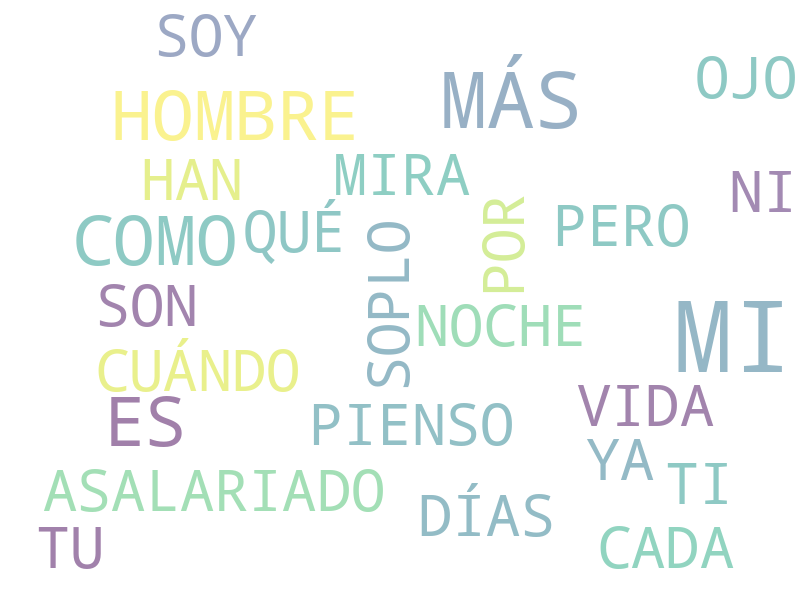 SOY
MÁS
OJO
HOMBRE
HAN
MIRA
NI
COMO
QUÉ
SOPLO
POR
PERO
SON
NOCHE
MI
CUÁNDO
ES
PIENSO
VIDA
YA
TI
ASALARIADO
DÍAS
TU
CADA